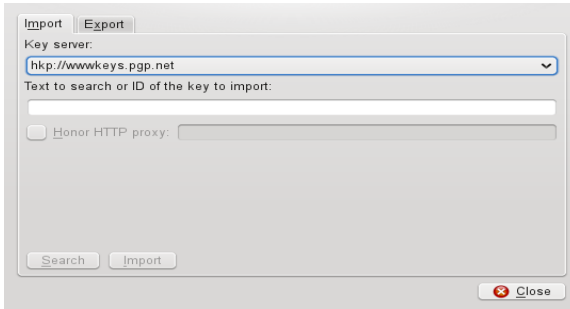 Import Export
Key server:
hkp://wwwkeys.pgp.net
Text to search or ID of the key to import:
Honor HTTP proxy:
Search Import
Close